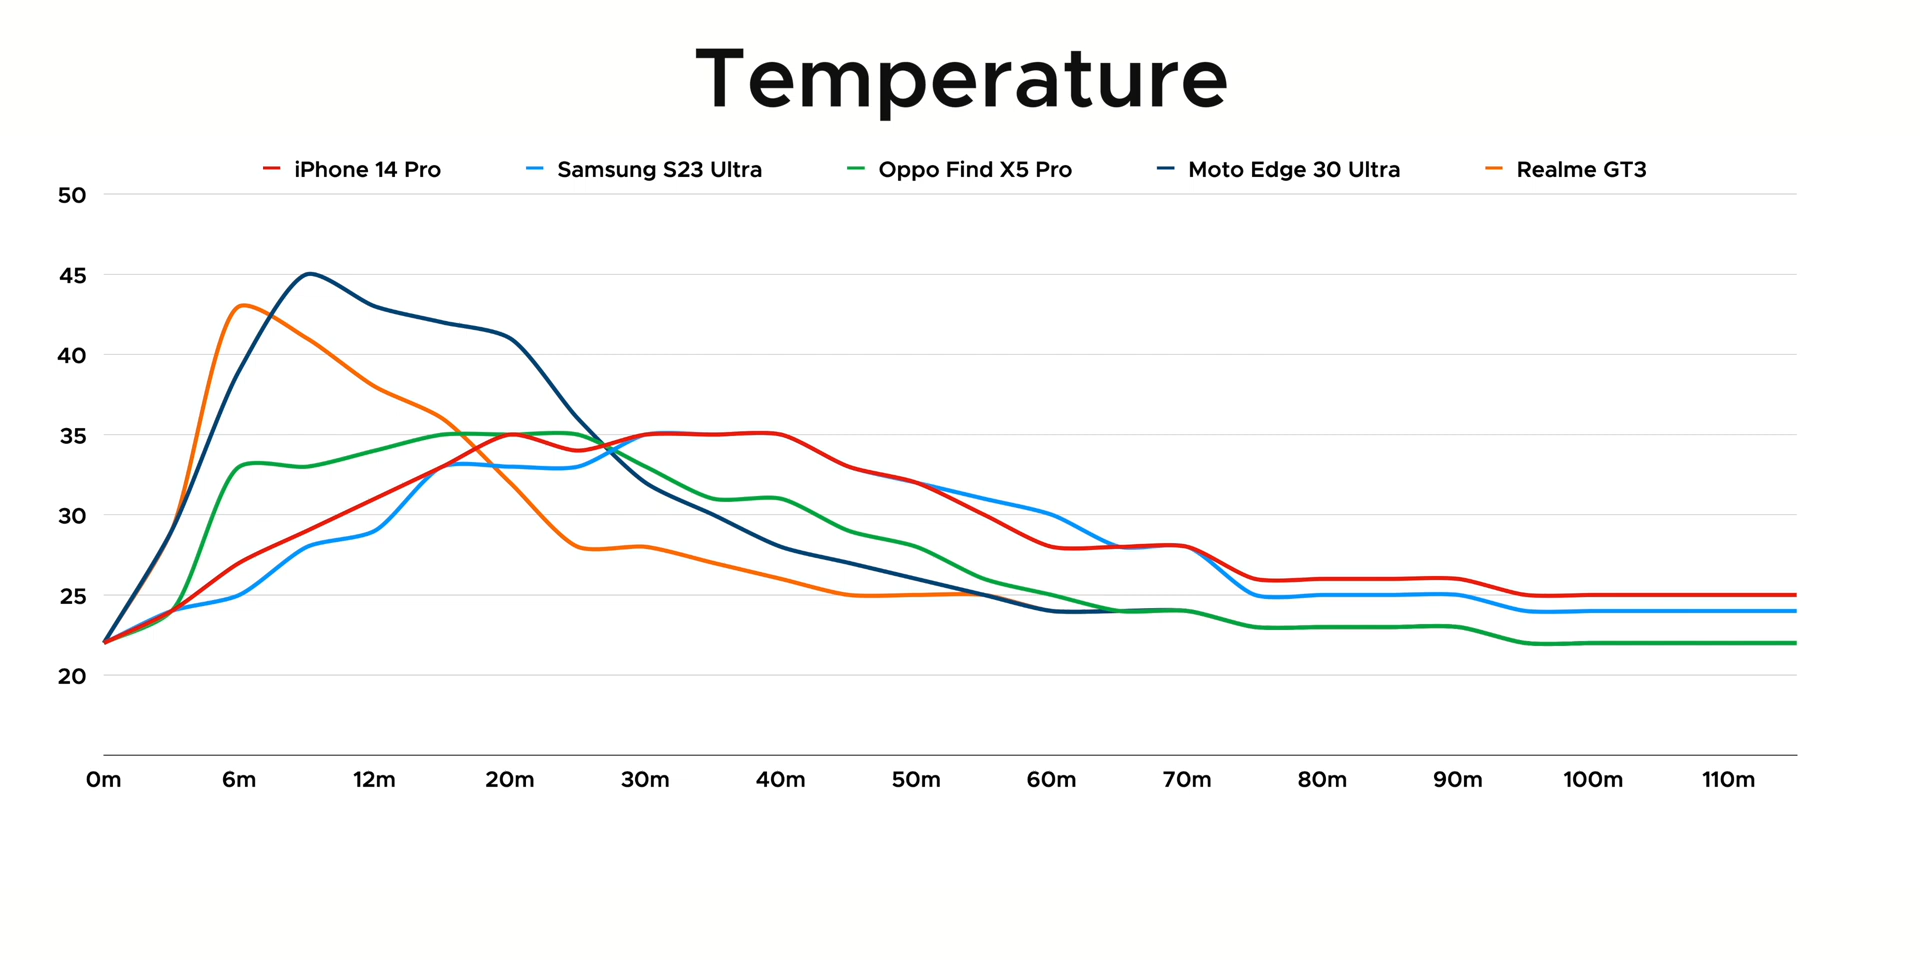 Temperature
iPhone 14 Pro Samsung S23 Ultra Oppo Find X5 Pro Moto Edge 30 Ultra Realme GT3
50
45
40
35
30
25
20
0m 6m 12m 20m 30m 40m 50m 60m 70m 80m 90m 100m 110m